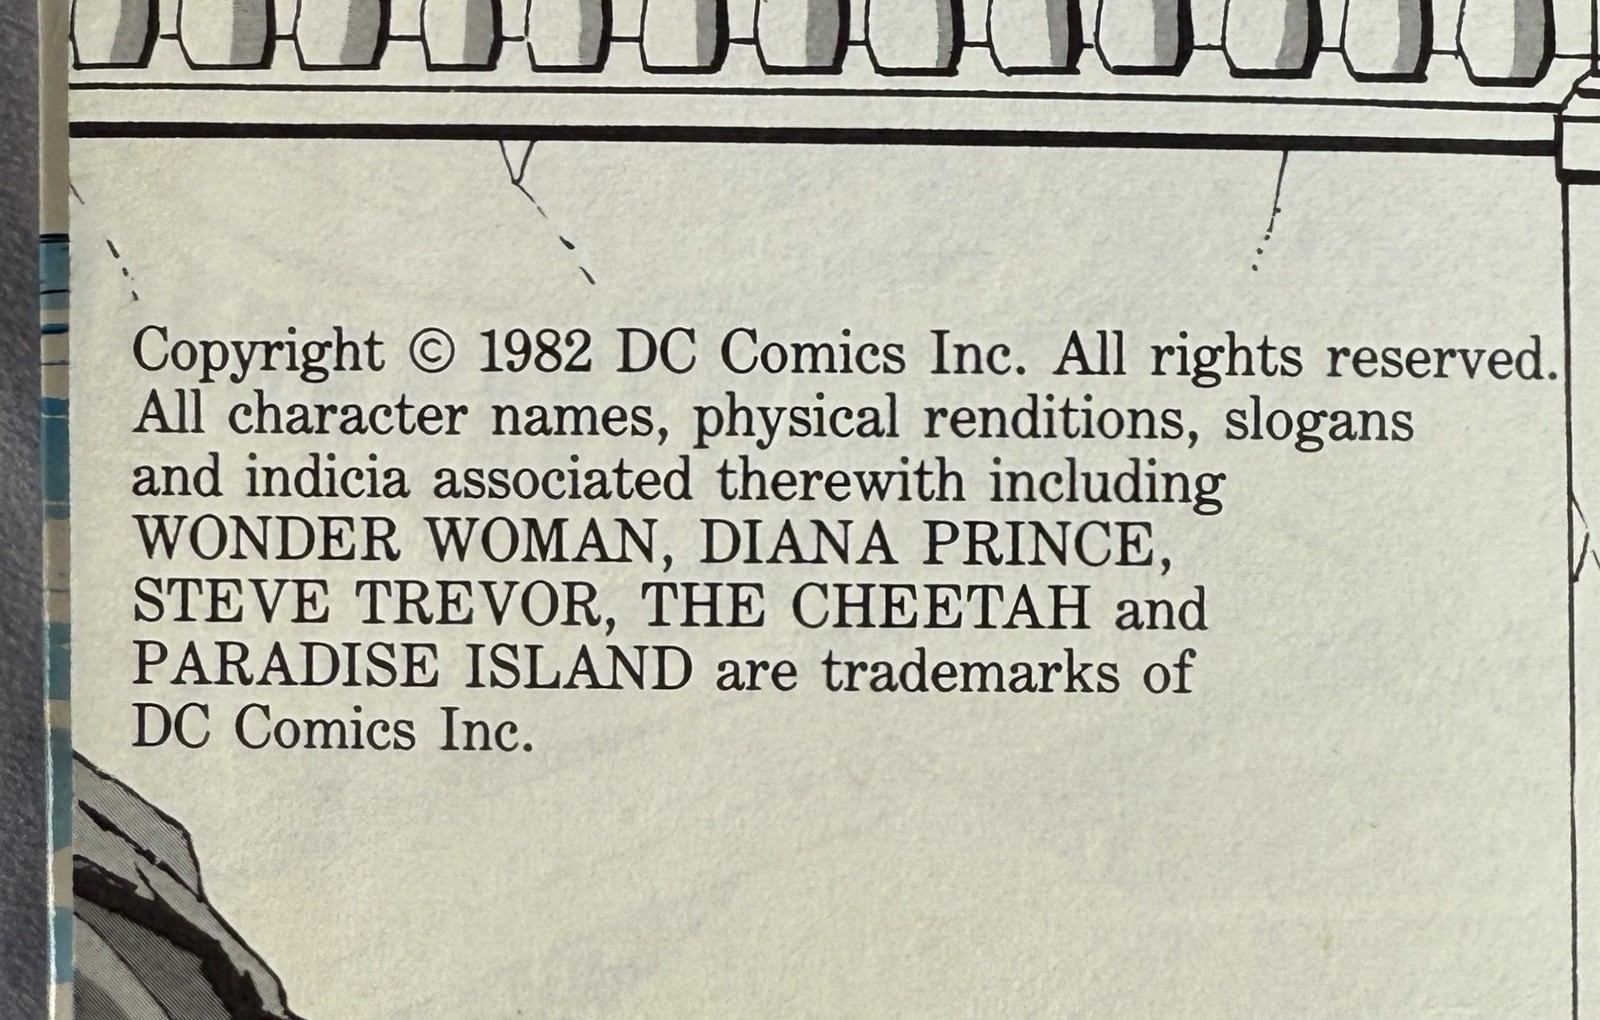 Copyright © 1982 DC Comics Inc. All rights reserved.
All character names, physical renditions, slogans
and indicia associated therewith including
WONDER WOMAN, DIANA PRINCE,
STEVE TREVOR, THE CHEETAH and
PARADISE ISLAND are trademarks of
DC Comics Inc.